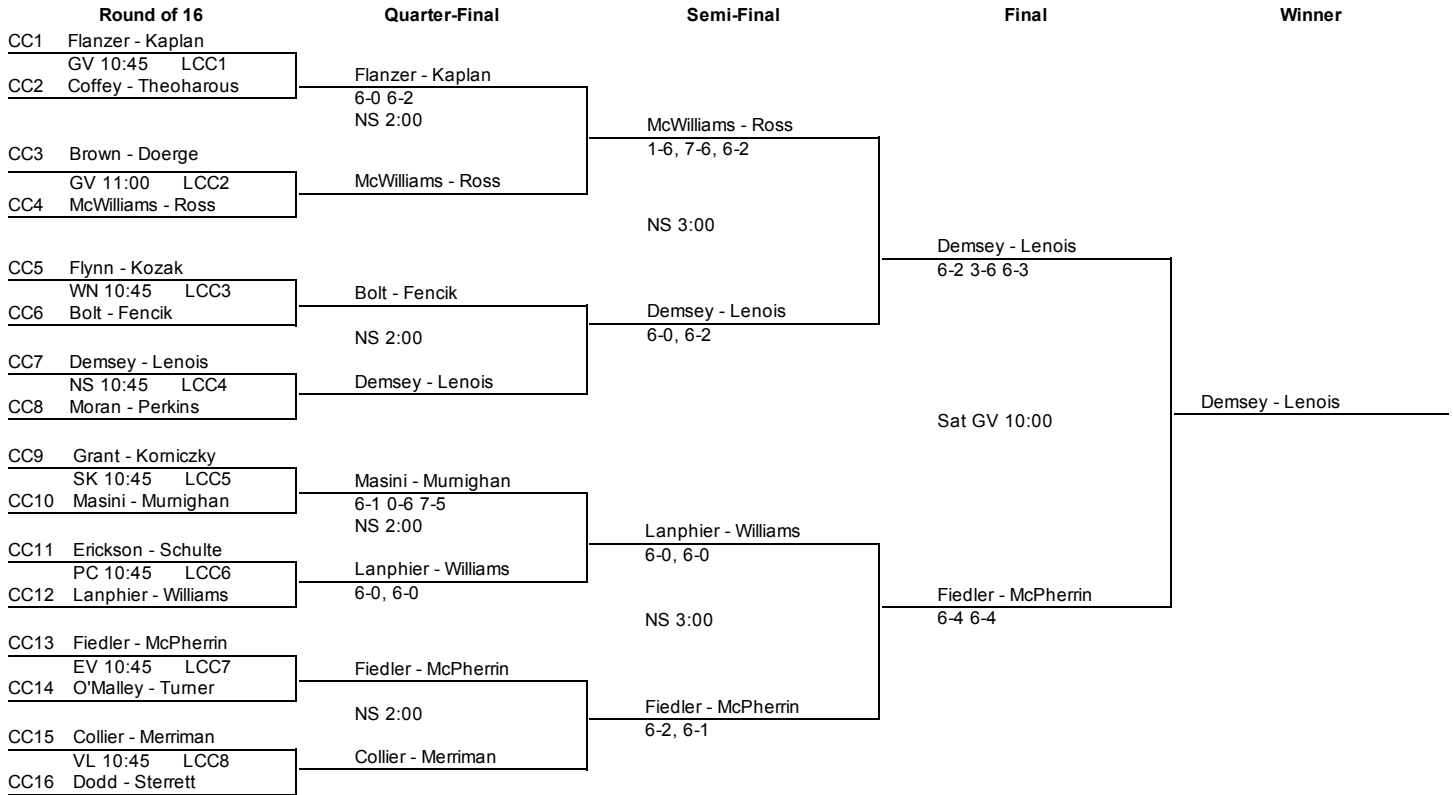 Round of 16 Quarter-Final Semi-Final Final Winner
CC1 Flanzer - Kaplan
GV 10:45 LCC1
CC2 Coffey - Theoharous
CC3 Brown - Doerge
GV 11:00 LCC2
CC4 McWilliams - Ross
CC5 Flynn - Kozak
WN 10:45 LCC3
CC6 Bolt - Fencik
CC7 Demsey - Lenois
NS 10:45 LCC4
CC8 Moran - Perkins
CC9 Grant - Korniczky
SK 10:45 LCC5
CC10 Masini - Murnighan
CC11 Erickson - Schulte
PC 10:45 LCC6
CC12 Lanphier - Williams
CC13 Fiedler - McPherrin
EV 10:45 LCC7
CC14 O'Malley - Turner
CC15 Collier - Merriman
VL 10:45 LCC8
CC16 Dodd - Sterrett
Flanzer - Kaplan
6-0 6-2
NS 2:00
McWilliams - Ross
Bolt - Fencik
NS 2:00
Demsey - Lenois
Masini - Murnighan
6-1 0-6 7-5
NS 2:00
Lanphier - Williams
6-0, 6-0
Fiedler - McPherrin
NS 2:00
Collier - Merriman
McWilliams - Ross
1-6, 7-6, 6-2
NS 3:00
Demsey - Lenois
6-0, 6-2
Lanphier - Williams
6-0, 6-0
NS 3:00
Fiedler - McPherrin
6-2, 6-1
Demsey - Lenois
6-2 3-6 6-3
Sat GV 10:00
Fiedler - McPherrin
6-4 6-4
Demsey - Lenois